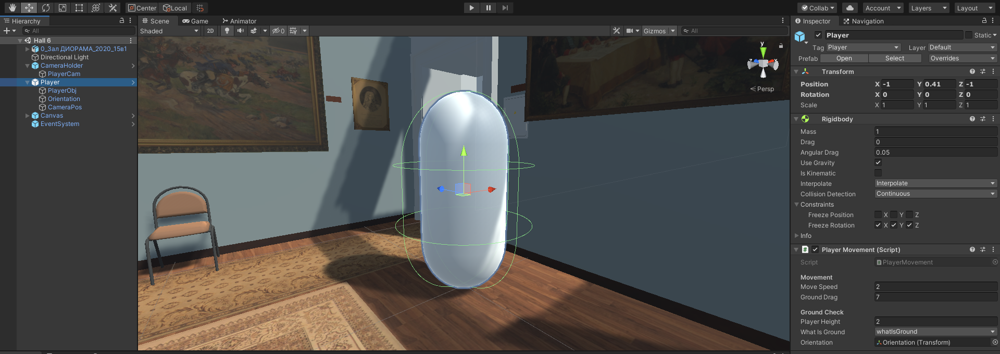 Center Local
Collab Account Layers Layout
Hierarchy
All
Hall 6
0_Зал ДИОРАМА_2020_15в1
Directional Light
CameraHolder
PlayerCam
Player
PlayerObj
Orientation
CameraPos
Canvas
EventSystem
Scene Game Animator
Shaded 2D 0 Gizmos All
y
z x
Persp
Inspector Navigation
Player Static
Tag Player Layer Default
Prefab Open Select Overrides
Transform
Position X -1 Y 0.41 Z -1
Rotation X 0 Y 0 Z 0
Scale X 1 Y 1 Z 1
Rigidbody
Mass 1
Drag 0
Angular Drag 0.05
Use Gravity
Is Kinematic
Interpolate Interpolate
Collision Detection Continuous
Constraints
Freeze Position X Y Z
Freeze Rotation X Y Z
Info
# Player Movement (Script)
Script PlayerMovement
Movement
Move Speed 2
Ground Drag 7
Ground Check
Player Height 2
What Is Ground whatIsGround
Orientation Orientation (Transform)